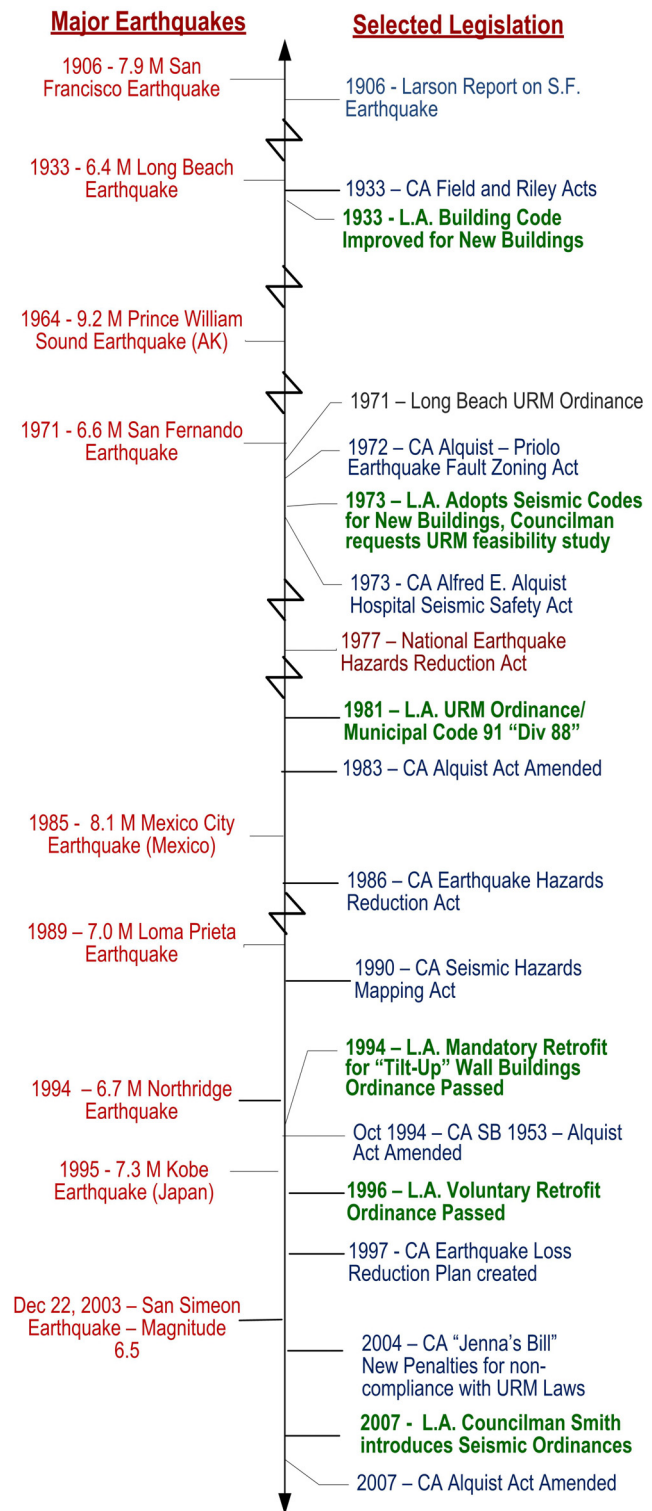 Major Earthquakes
Selected Legislation
1906 - 7.9 M San
Francisco Earthquake
1906 - Larson Report on S.F.
Earthquake
1933 - 6.4 M Long Beach
Earthquake
1933 – CA Field and Riley Acts
1933 - L.A. Building Code
Improved for New Buildings
1964 - 9.2 M Prince William
Sound Earthquake (AK)
1971 – Long Beach URM Ordinance
1971 - 6.6 M San Fernando
Earthquake
1972 – CA Alquist – Priolo
Earthquake Fault Zoning Act
1973 – L.A. Adopts Seismic Codes
for New Buildings, Councilman
requests URM feasibility study
1973 - CA Alfred E. Alquist
Hospital Seismic Safety Act
1977 – National Earthquake
Hazards Reduction Act
1981 – L.A. URM Ordinance/
Municipal Code 91 “Div 88”
1983 – CA Alquist Act Amended
1985 - 8.1 M Mexico City
Earthquake (Mexico)
1986 – CA Earthquake Hazards
Reduction Act
1989 – 7.0 M Loma Prieta
Earthquake
1990 – CA Seismic Hazards
Mapping Act
1994 – L.A. Mandatory Retrofit
for “Tilt-Up” Wall Buildings
Ordinance Passed
1994 – 6.7 M Northridge
Earthquake
Oct 1994 – CA SB 1953 – Alquist
Act Amended
1995 - 7.3 M Kobe
Earthquake (Japan)
1996 – L.A. Voluntary Retrofit
Ordinance Passed
1997 - CA Earthquake Loss
Reduction Plan created
Dec 22, 2003 – San Simeon
Earthquake – Magnitude
6.5
2004 – CA “Jenna’s Bill”
New Penalties for non-
compliance with URM Laws
2007 - L.A. Councilman Smith
introduces Seismic Ordinances
2007 – CA Alquist Act Amended